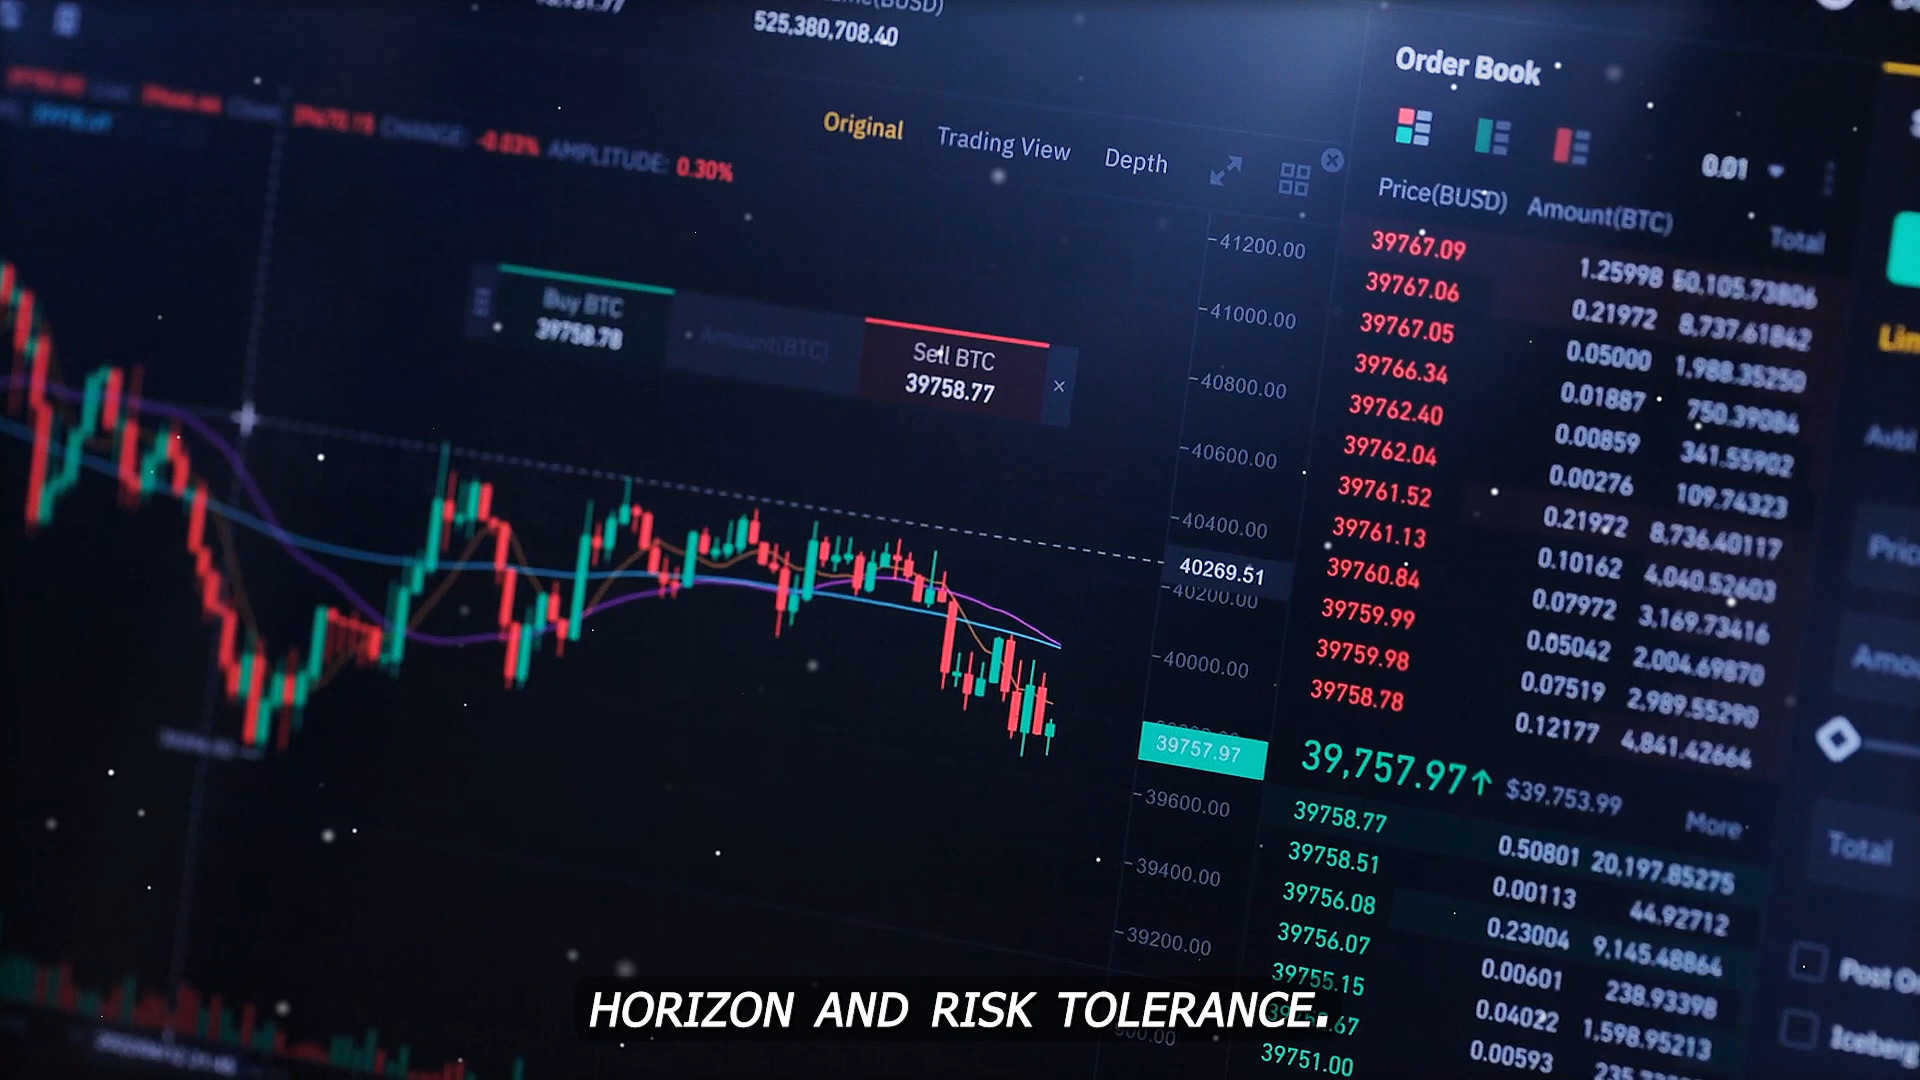 525,380,708.40
CHANGE: -0.03% AMPLITUDE: 0.30%
Original Trading View Depth
Buy BTC
39758.78
Amount(BTC)
Sell BTC
39758.77
41200.00
41000.00
40800.00
40600.00
40400.00
40269.51
40200.00
40000.00
39757.97
39600.00
39400.00
39200.00
Order Book
0.01
Price(BUSD) Amount(BTC) Total
39767.09 1.25998 50,105.73806
39767.06 0.21972 8,737.61842
39767.05 0.05000 1,988.35250
39766.34 0.01887 750.39084
39762.40 0.00859 341.55902
39762.04 0.00276 109.74323
39761.52 0.21972 8,736.40117
39761.13 0.10162 4,040.52603
39760.84 0.07972 3,169.73416
39759.99 0.05042 2,004.69870
39759.98 0.07519 2,989.55290
39758.78 0.12177 4,841.42664
39,757.97↑ $39,753.99 More
39758.77 0.50801 20,197.85275
39758.51 0.00113 44.92712
39756.08 0.23004 9,145.48864
39756.07 0.00601 238.93398
39755.15 0.04022 1,598.95213
39751.00 0.00593
Total
Post
Iceberg
HORIZON AND RISK TOLERANCE.